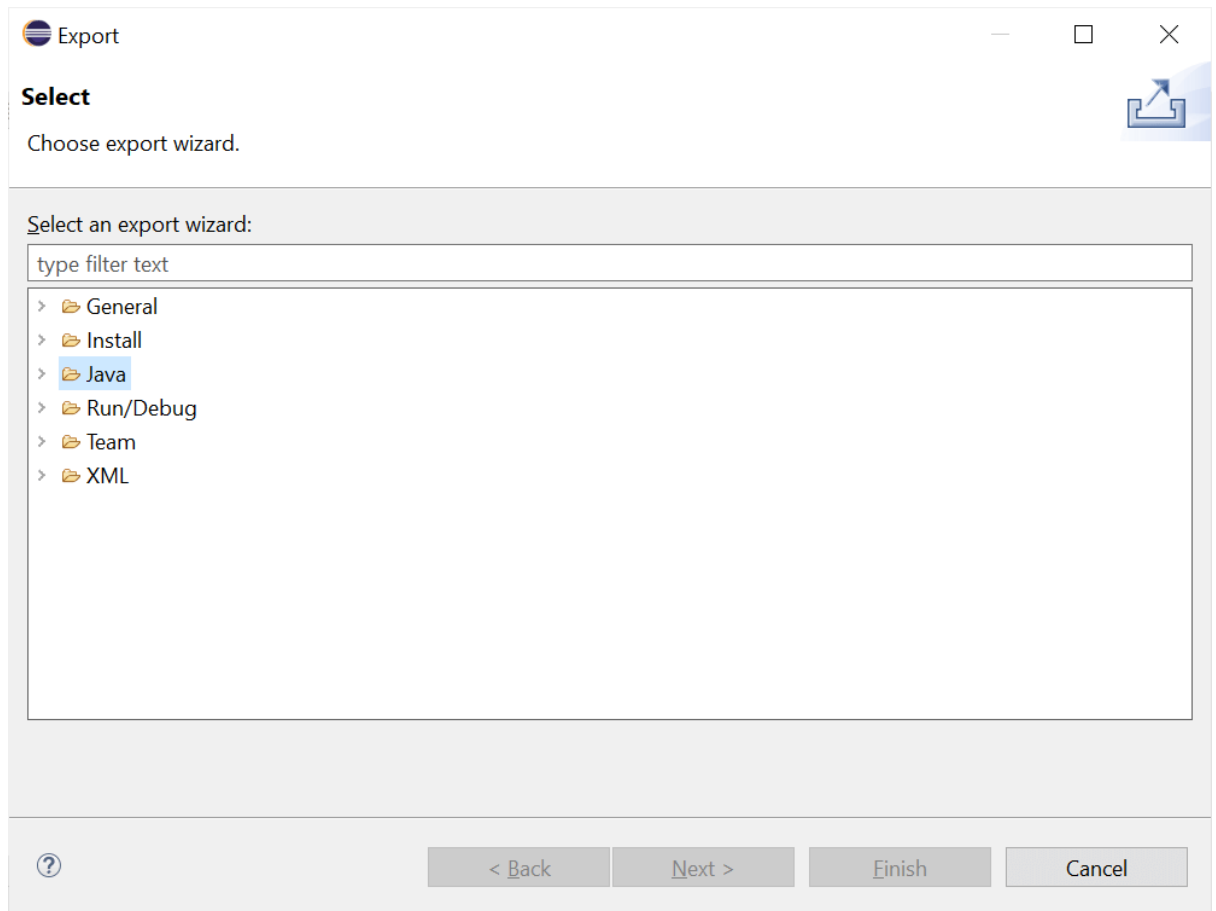 Export
Select
Choose export wizard.
Select an export wizard:
type filter text
General
Install
Java
Run/Debug
Team
XML
< Back Next > Finish Cancel